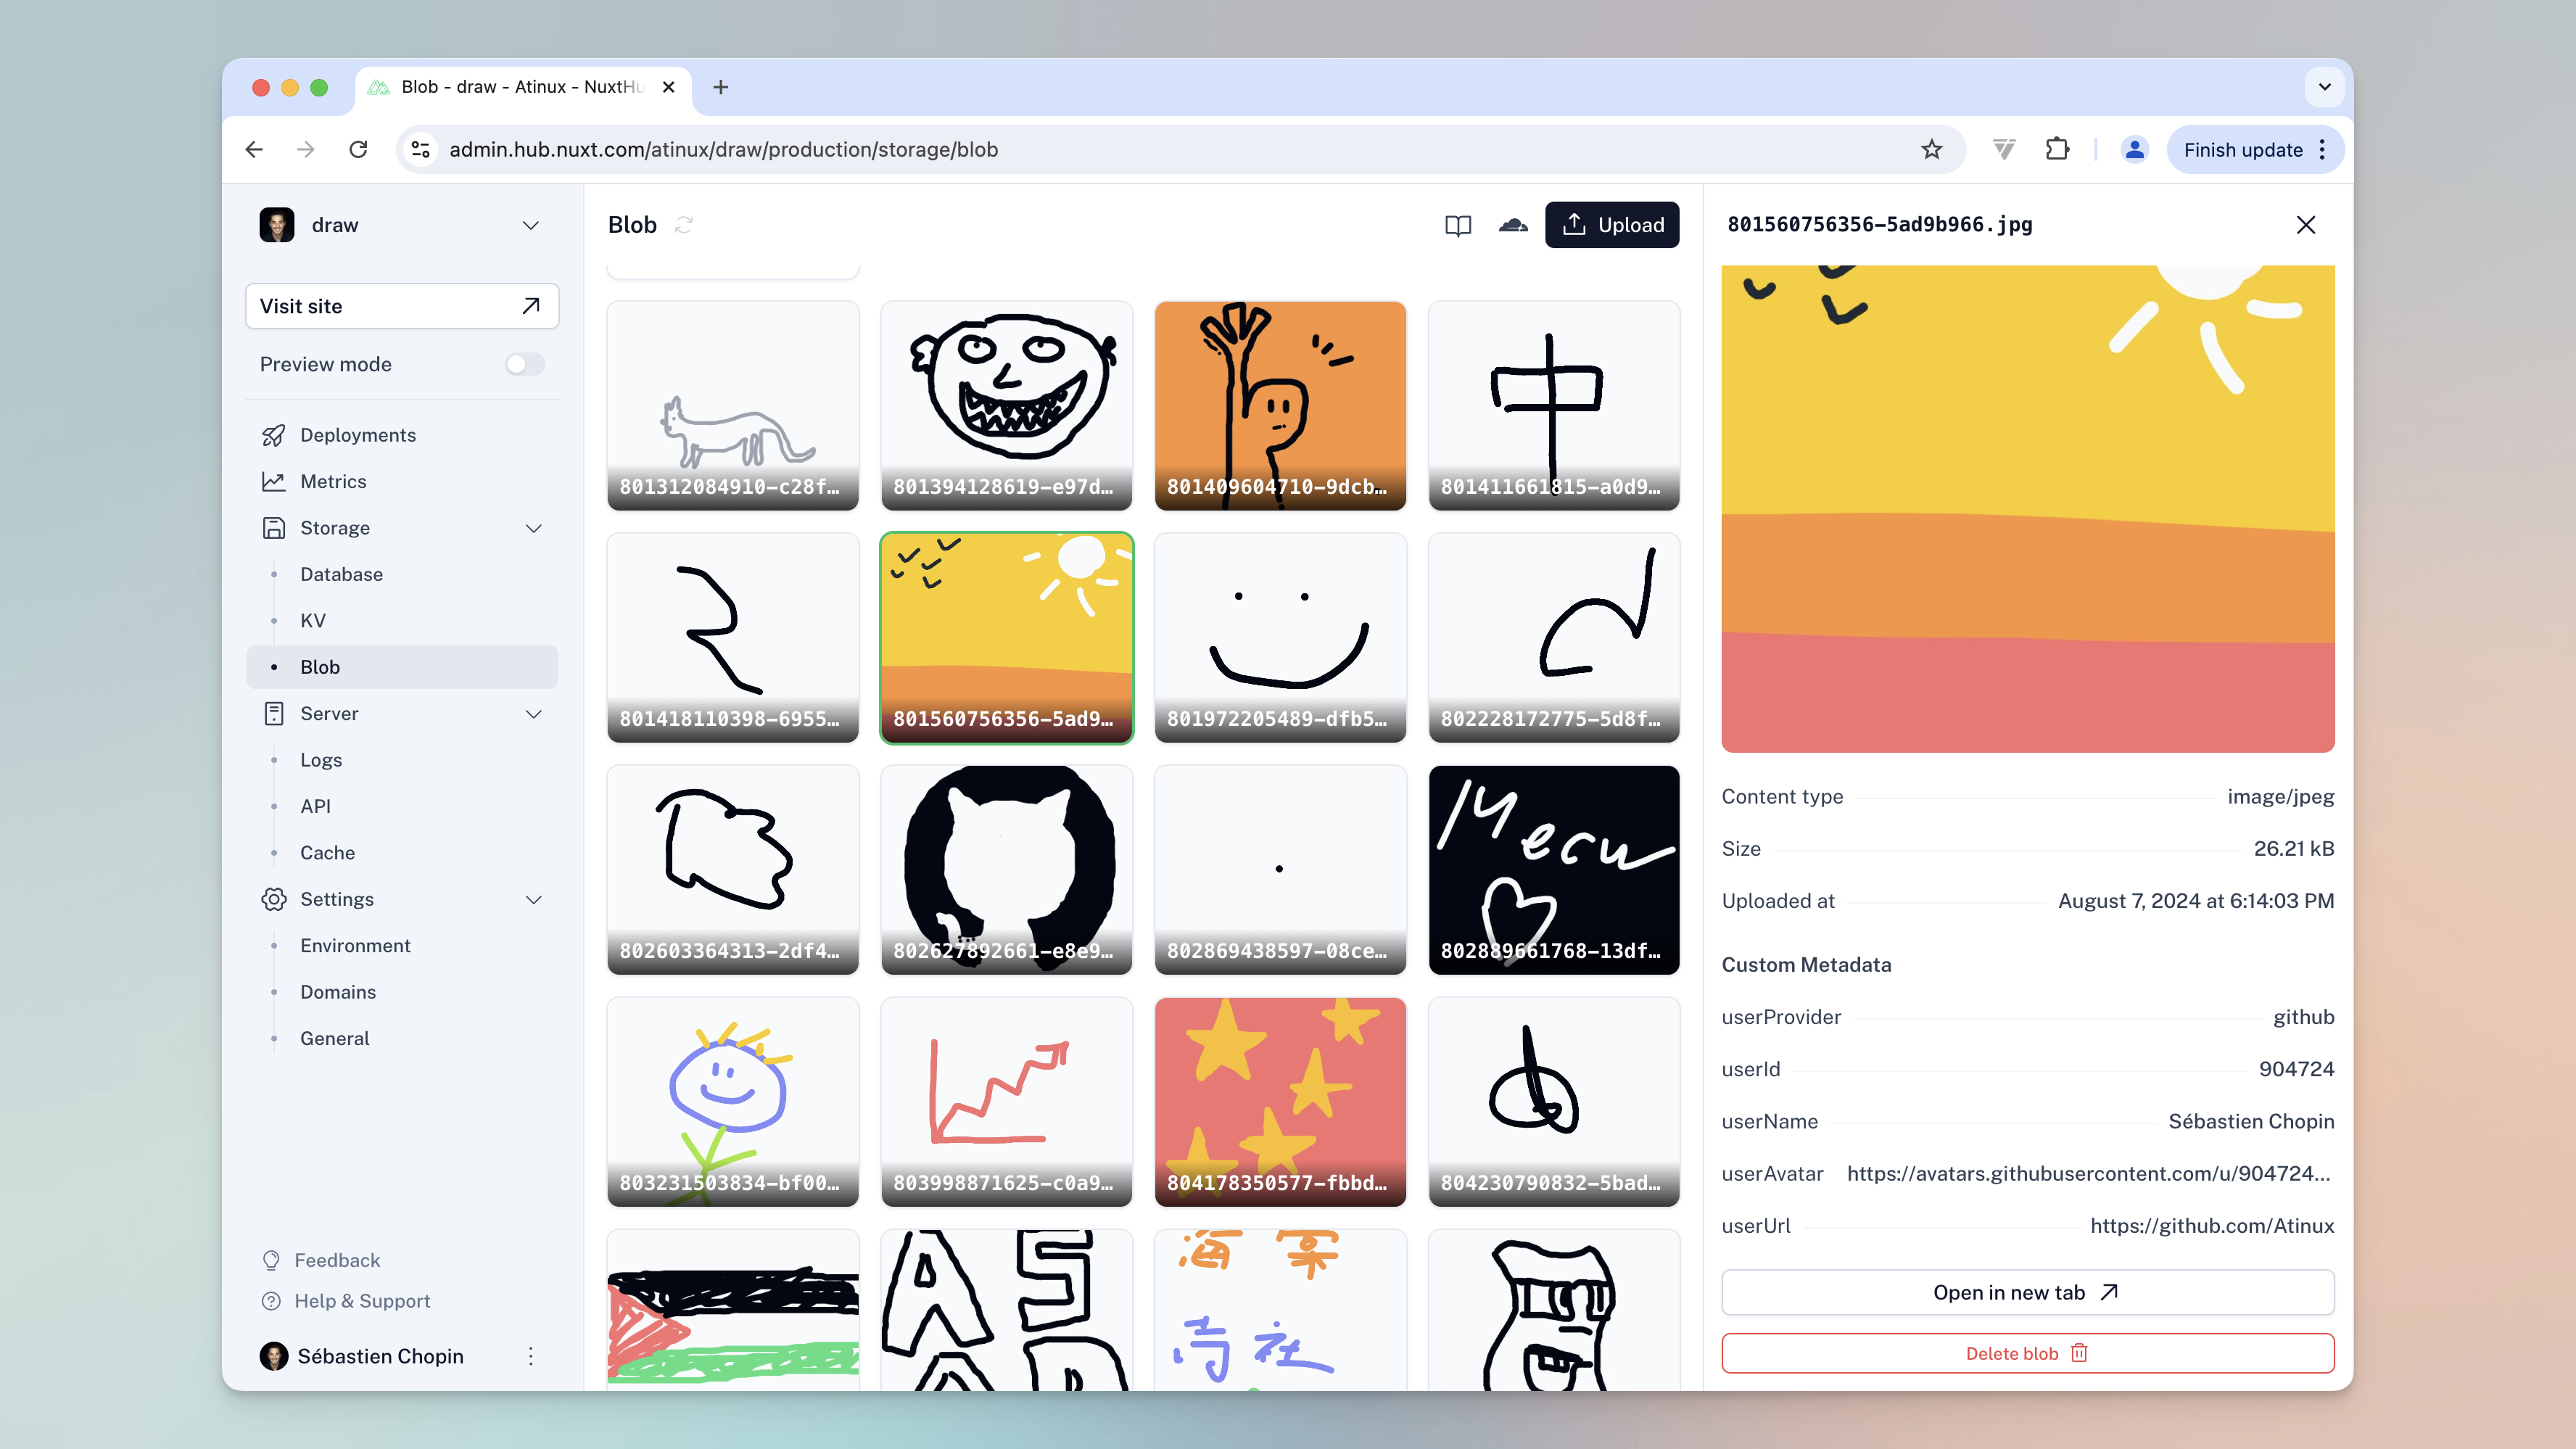 Blob - draw - Atinux - NuxtHu
admin.hub.nuxt.com/atinux/draw/production/storage/blob
Finish update
draw
Visit site
Preview mode
Deployments
Metrics
Storage
Database
KV
Blob
Server
Logs
API
Cache
Settings
Environment
Domains
General
Feedback
Help & Support
Sébastien Chopin
Blob
Upload
801312084910-c28f…
801394128619-e97d…
801409604710-9dcb…
中
801411661815-a0d9…
801418110398-6955…
801560756356-5ad9…
801972205489-dfb5…
802228172775-5d8f…
802603364313-2df4…
802627892661-e8e9…
802869438597-08ce…
802889661768-13df…
803231503834-bf00…
803998871625-c0a9…
804178350577-fbbd…
804230790832-5bad…
A S
801560756356-5ad9b966.jpg
Content type image/jpeg
Size 26.21 kB
Uploaded at August 7, 2024 at 6:14:03 PM
Custom Metadata
userProvider github
userId 904724
userName Sébastien Chopin
userAvatar https://avatars.githubusercontent.com/u/904724...
userUrl https://github.com/Atinux
Open in new tab
Delete blob